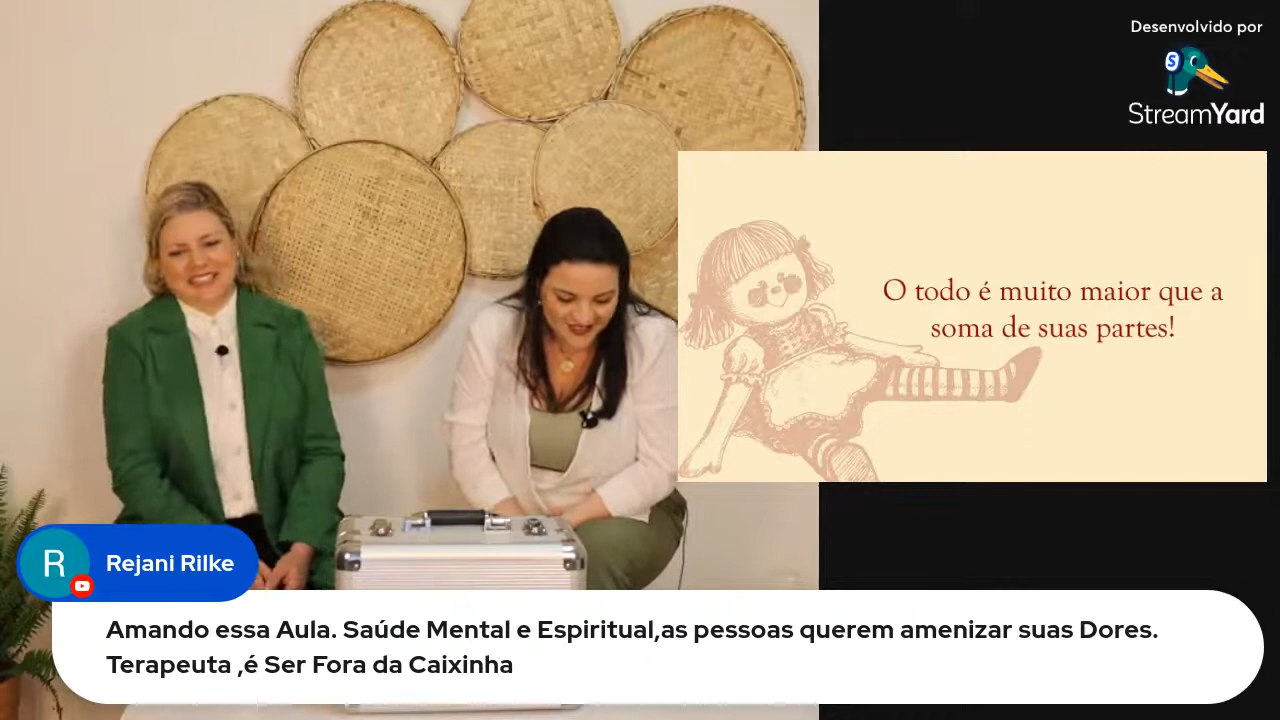 Desenvolvido por
S
StreamYard
O todo é muito maior que a
soma de suas partes!
R
Rejani Rilke
Amando essa Aula. Saúde Mental e Espiritual,as pessoas querem amenizar suas Dores.
Terapeuta ,é Ser Fora da Caixinha